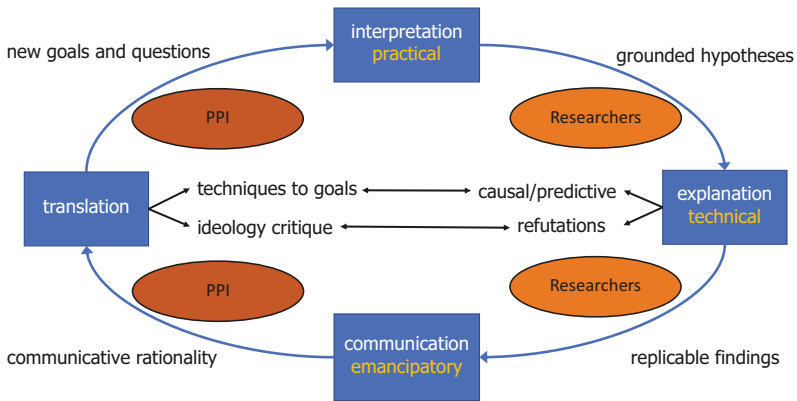 interpretation
practical
new goals and questions
grounded hypotheses
PPI
Researchers
translation
techniques to goals
causal/predictive
explanation
technical
ideology critique
refutations
PPI
Researchers
communication
emancipatory
communicative rationality
replicable findings